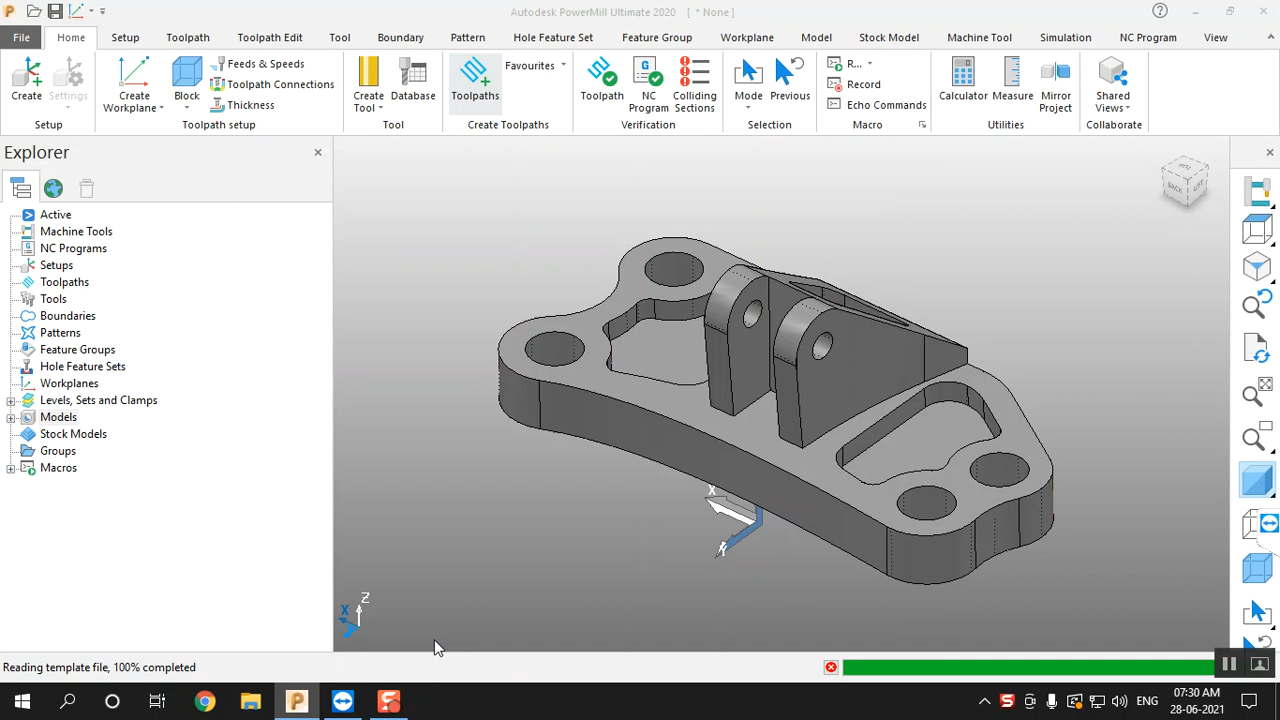 Autodesk PowerMill Ultimate 2020 [ * None ]
File Home Setup Toolpath Toolpath Edit Tool Boundary Pattern Hole Feature Set Feature Group Workplane Model Stock Model Machine Tool Simulation NC Program View
Create
Settings
Setup
Create Workplane
Block
Feeds & Speeds
Toolpath Connections
Thickness
Toolpath setup
Create Tool
Database
Tool
Toolpaths
Favourites
Create Toolpaths
Toolpath
NC Program
Colliding Sections
Verification
Mode
Previous
Selection
R...
Record
Echo Commands
Macro
Calculator
Measure
Mirror Project
Utilities
Shared Views
Collaborate
Explorer
Active
Machine Tools
NC Programs
Setups
Toolpaths
Tools
Boundaries
Patterns
Feature Groups
Hole Feature Sets
Workplanes
Levels, Sets and Clamps
Models
Stock Models
Groups
Macros
BACK
LEFT
X
Y
Z
X
Reading template file, 100% completed
ENG
07:30 AM
28-06-2021